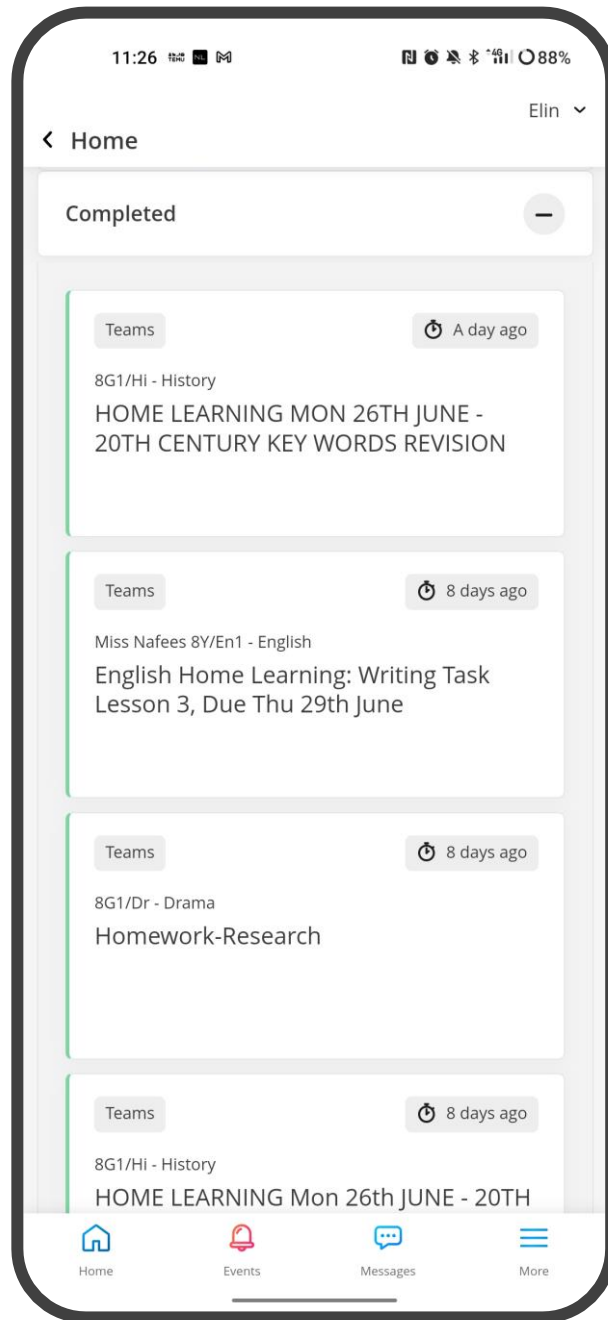 11:26
88%
Elin
Home
Completed
Teams
A day ago
8G1/Hi - History
HOME LEARNING MON 26TH JUNE -
20TH CENTURY KEY WORDS REVISION
Teams
8 days ago
Miss Nafees 8Y/En1 - English
English Home Learning: Writing Task
Lesson 3, Due Thu 29th June
Teams
8 days ago
8G1/Dr - Drama
Homework-Research
Teams
8 days ago
8G1/Hi - History
HOME LEARNING Mon 26th JUNE - 20TH
Home
Events
Messages
More